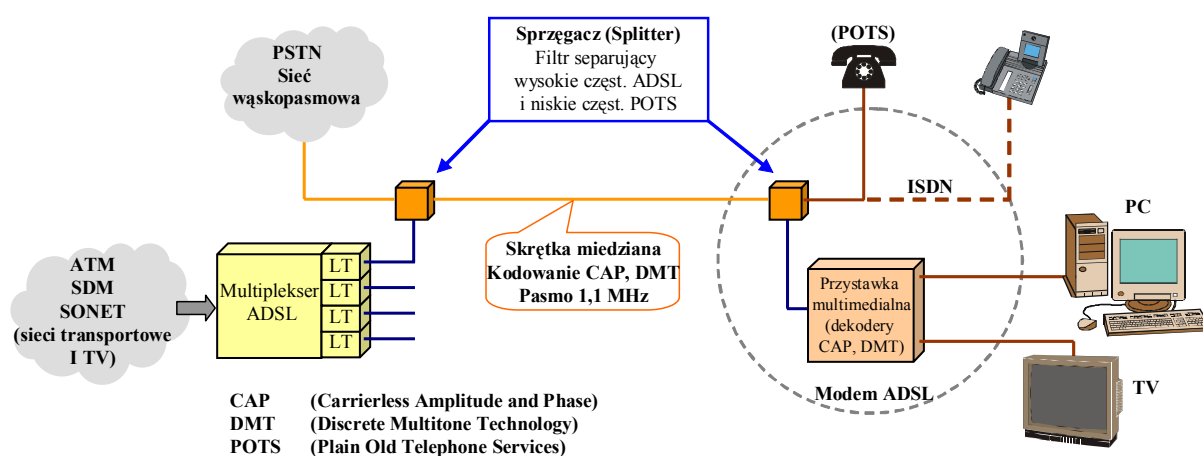 PSTN
Sieć
wąskopasmowa
Sprzęgacz (Splitter)
Filtr separujący
wysokie częst. ADSL
i niskie częst. POTS
(POTS)
ISDN
PC
Skrętka miedziana
Kodowanie CAP, DMT
Pasmo 1,1 MHz
ATM
SDM
SONET
(sieci transportowe
I TV)
Multiplekser
ADSL
LT
LT
LT
LT
Przystawka
multimedialna
(dekodery
CAP, DMT)
Modem ADSL
TV
CAP (Carrierless Amplitude and Phase)
DMT (Discrete Multitone Technology)
POTS (Plain Old Telephone Services)